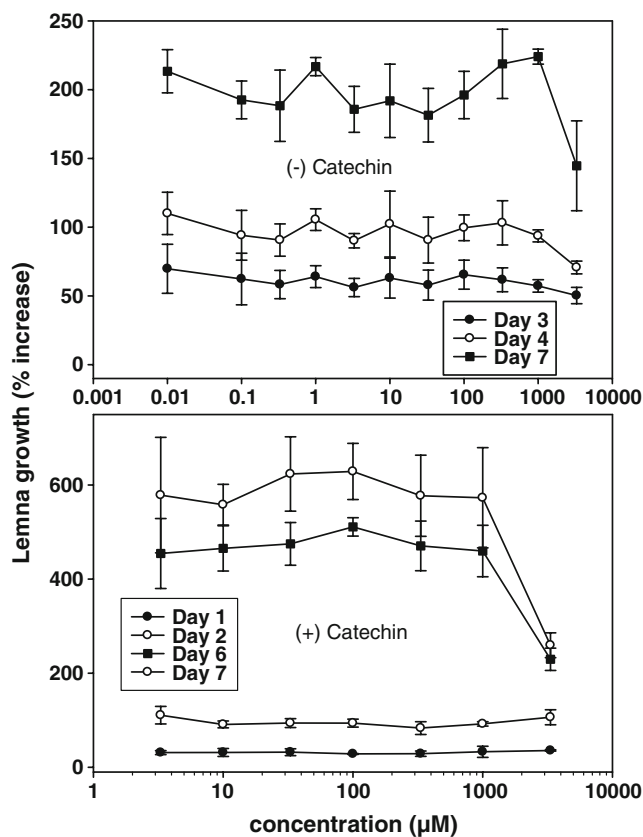 250
200
150
100
50
0
(-) Catechin
Day 3
Day 4
Day 7
0.001 0.01 0.1 1 10 100 1000 10000
Lemna growth (% increase)
600
400
200
0
Day 1
Day 2
Day 6
Day 7
(+) Catechin
1 10 100 1000 10000
concentration (µM)